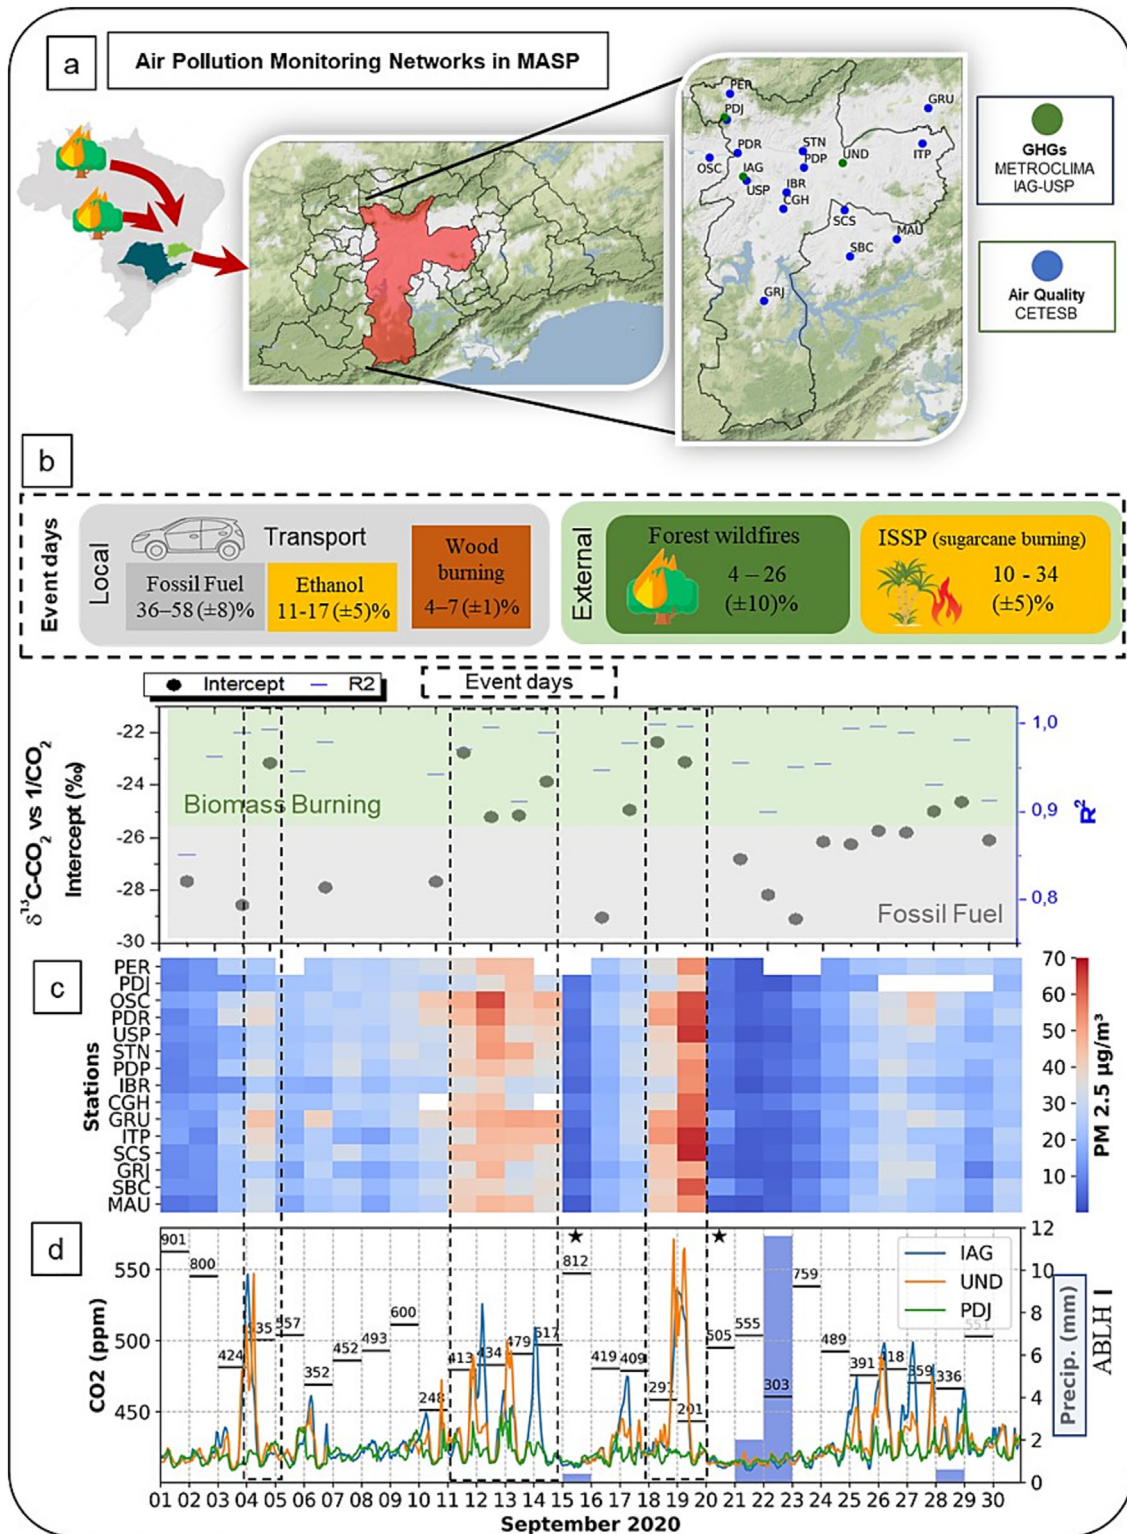 a
Air Pollution Monitoring Networks in MASP
PER
PDJ
GRU
OSC
PDR
STN
PDP
UND
ITP
IAG
USP
IBR
CGH
SCS
MAU
SBC
GRJ
GHGs
METROCLIMA
IAG-USP
Air Quality
CETESB
b
Event days
Local
Transport
Fossil Fuel
36–58 (±8)%
Ethanol
11-17 (±5)%
Wood
burning
4–7 (±1)%
External
Forest wildfires
4 – 26
(±10)%
ISSP (sugarcane burning)
10 - 34
(±5)%
Intercept
R2
Event days
δ¹³C-CO₂ vs 1/CO₂
Intercept (‰)
-22
-24
-26
-28
-30
Biomass Burning
Fossil Fuel
1,0
0,9
0,8
R²
c
Stations
PER
PDJ
OSC
PDR
USP
STN
PDP
IBR
CGH
GRU
ITP
SCS
GRJ
SBC
MAU
70
60
50
40
30
20
10
PM 2.5 µg/m³
d
CO2 (ppm)
550
500
450
901
800
424
557
352
452
493
600
248
413
434
479
517
812
419
409
291
201
505
555
303
759
489
391
418
359
336
★
★
IAG
UND
PDJ
12
10
8
6
4
2
0
Precip. (mm)
ABLH I
01 02 03 04 05 06 07 08 09 10 11 12 13 14 15 16 17 18 19 20 21 22 23 24 25 26 27 28 29 30
September 2020